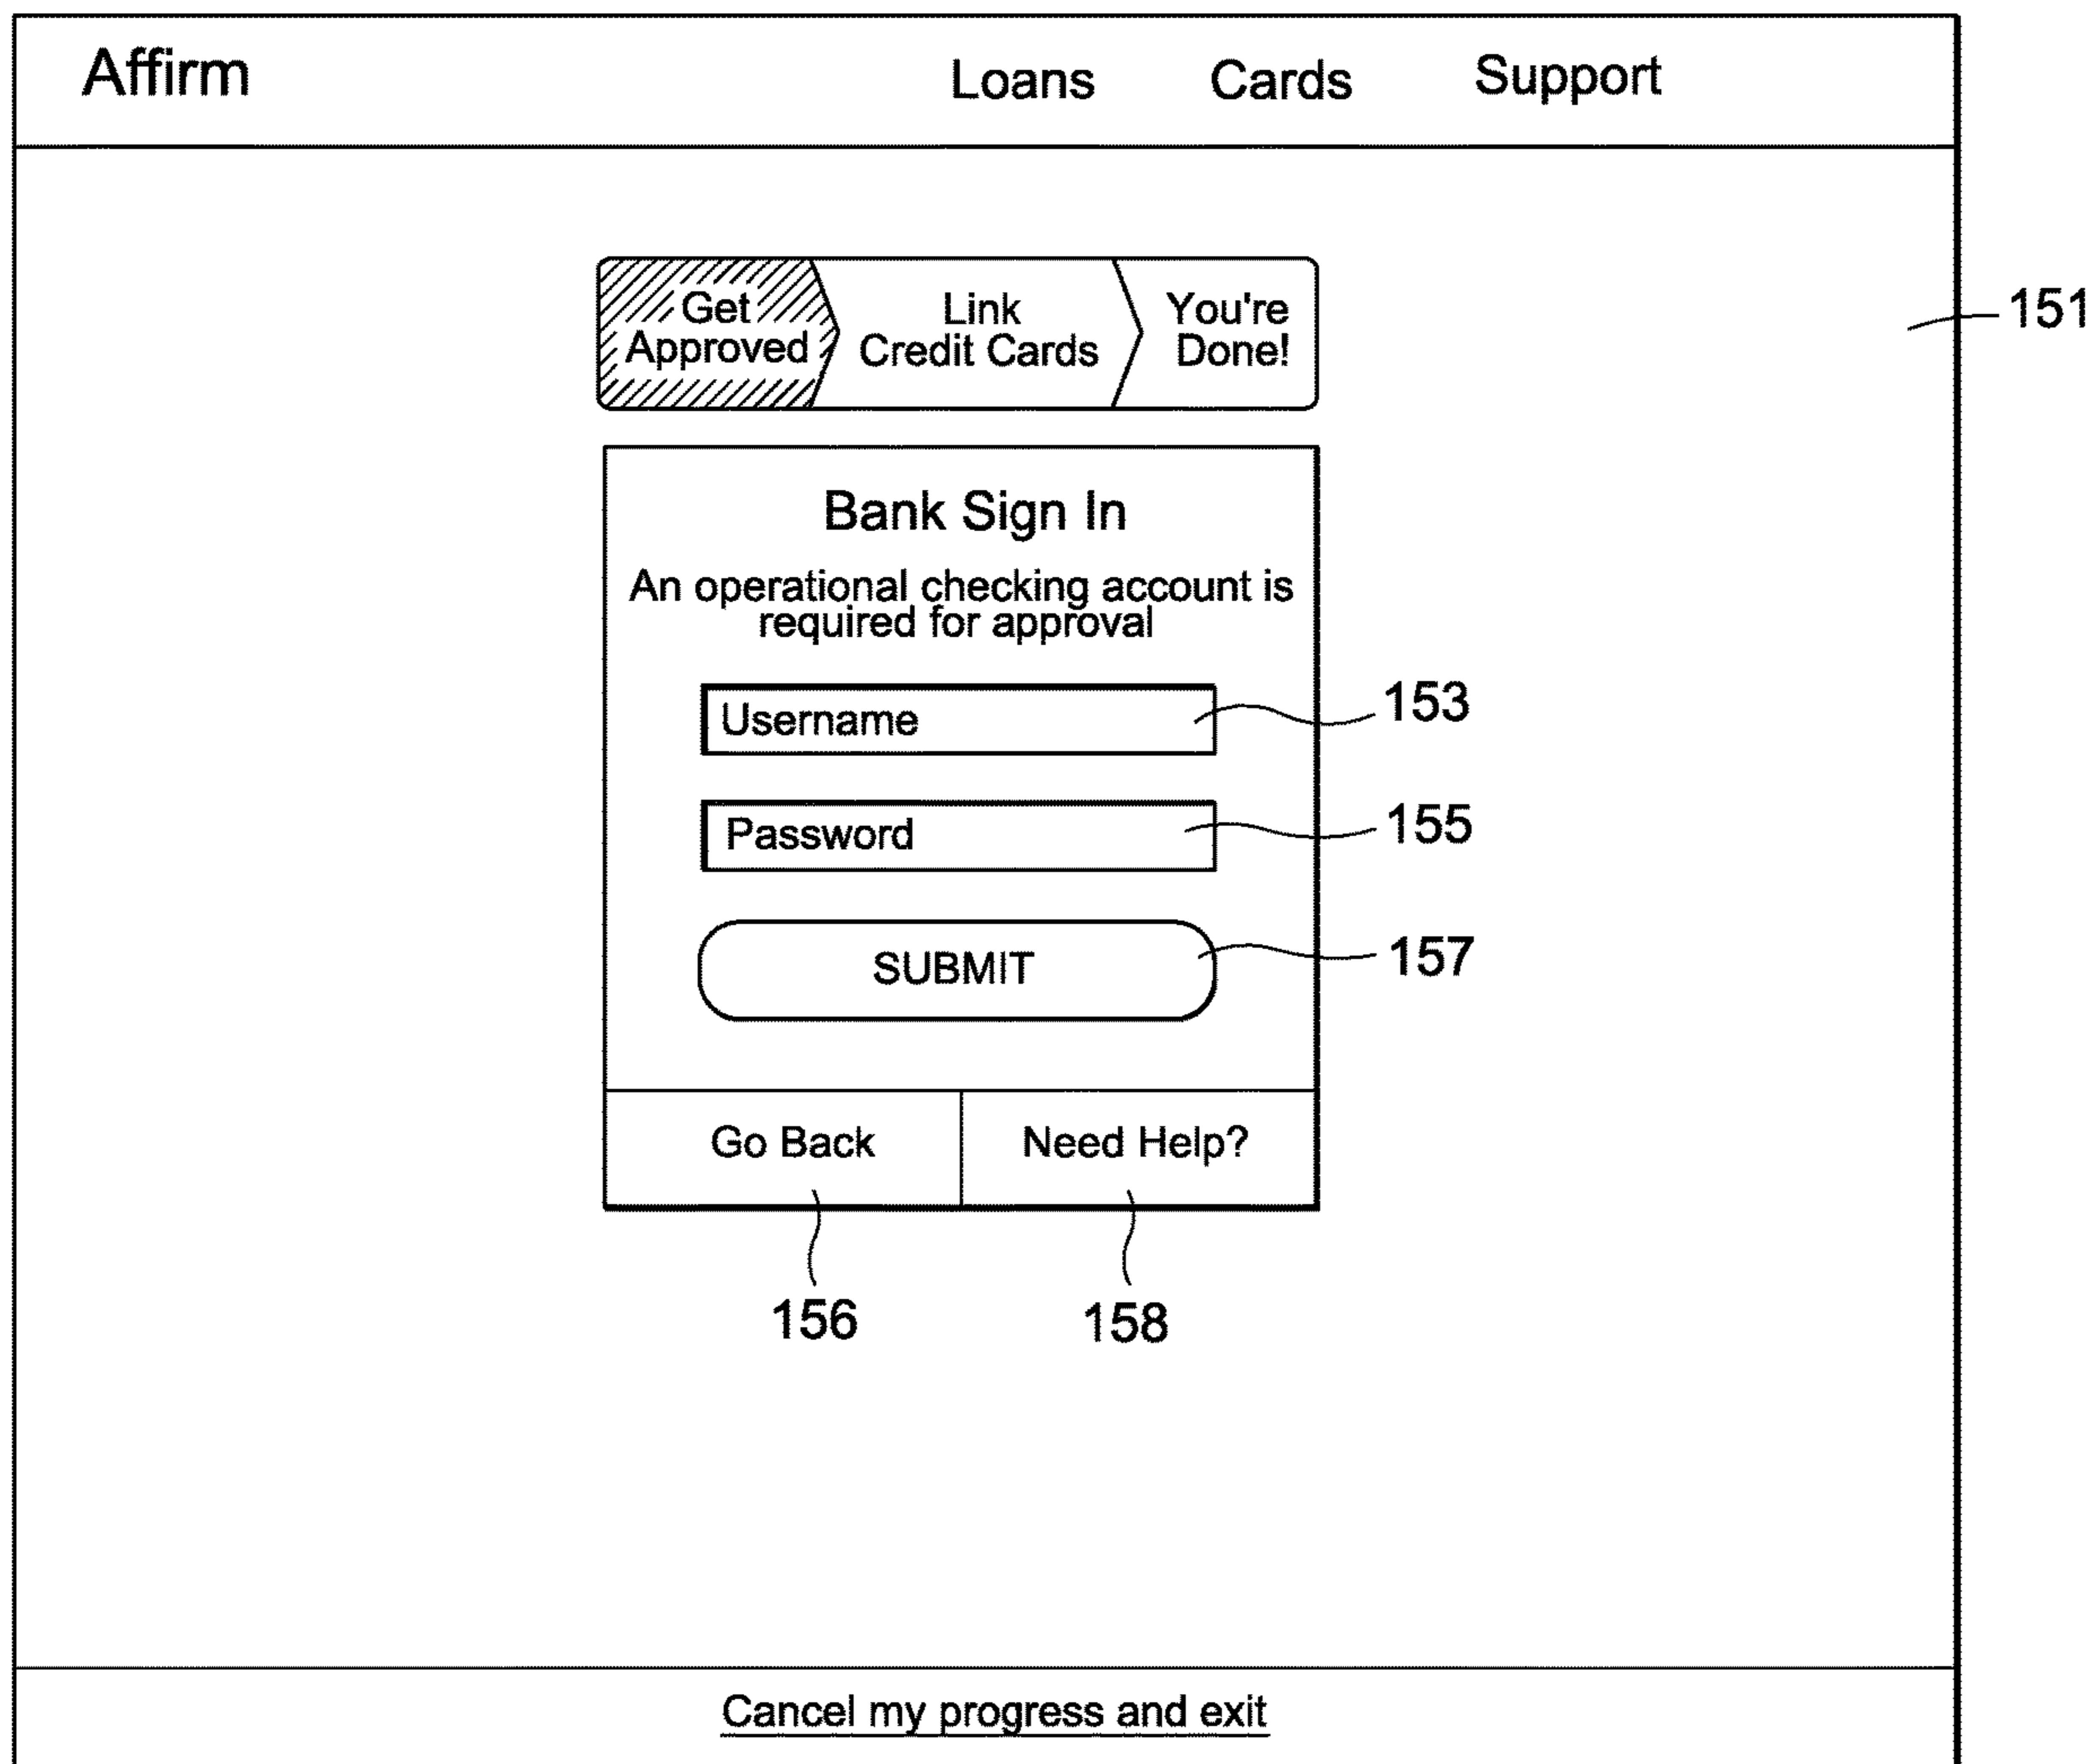 Affirm Loans Cards Support
Get
Approved
Link
Credit Cards
You're
Done!
151
Bank Sign In
An operational checking account is
required for approval
Username
153
Password
155
SUBMIT
157
Go Back
Need Help?
156
158
Cancel my progress and exit